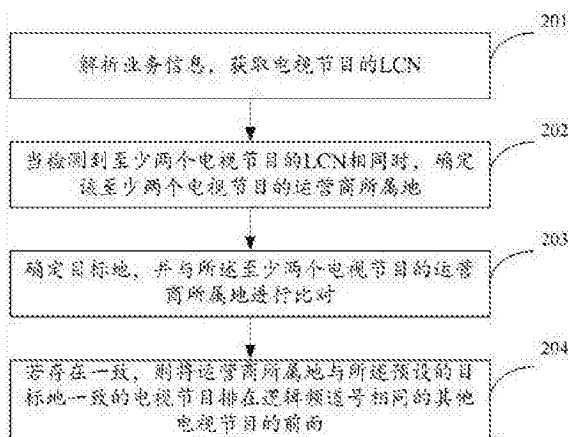 201
解析业务信息，获取电视节目的LCN
202
当检测到至少两个电视节目的LCN相同时，确定
该至少两个电视节目的运营商所属地
203
确定目标地，并与所述至少两个电视节目的运营
商所属地进行比对
204
若存在一致，则将运营商所属地与所述预设的目
标地一致的电视节目排在逻辑频道号相同的其他
电视节目的前面